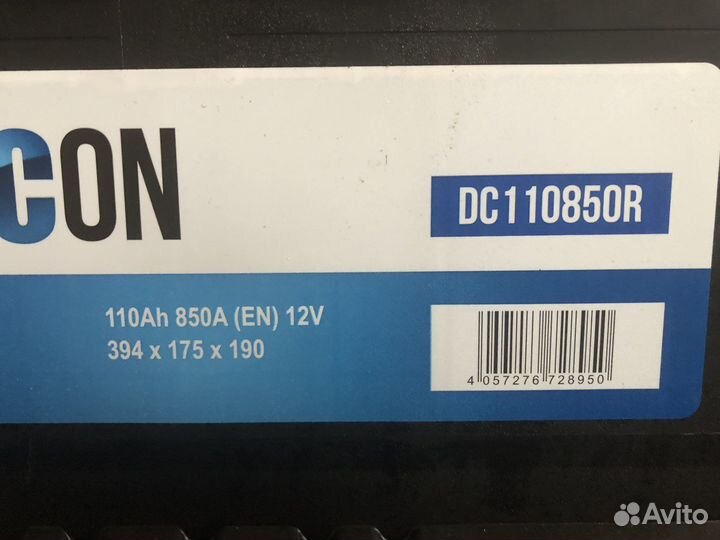 CON
DC110850R
110Ah 850A (EN) 12V
394 x 175 x 190
4 057276 728950
Avito